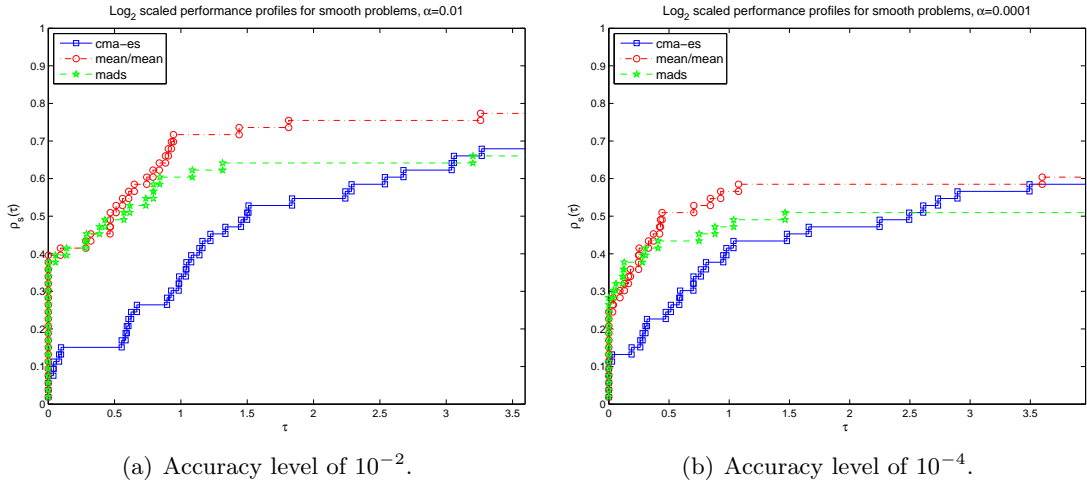 Log2 scaled performance profiles for smooth problems, α=0.01
1
0.9
0.8
0.7
0.6
0.5
0.4
0.3
0.2
0.1
0
ρs(τ)
cma−es
mean/mean
mads
0 0.5 1 1.5 2 2.5 3 3.5
τ
(a) Accuracy level of 10−2.
Log2 scaled performance profiles for smooth problems, α=0.0001
1
0.9
0.8
0.7
0.6
0.5
0.4
0.3
0.2
0.1
0
ρs(τ)
cma−es
mean/mean
mads
0 0.5 1 1.5 2 2.5 3 3.5
τ
(b) Accuracy level of 10−4.